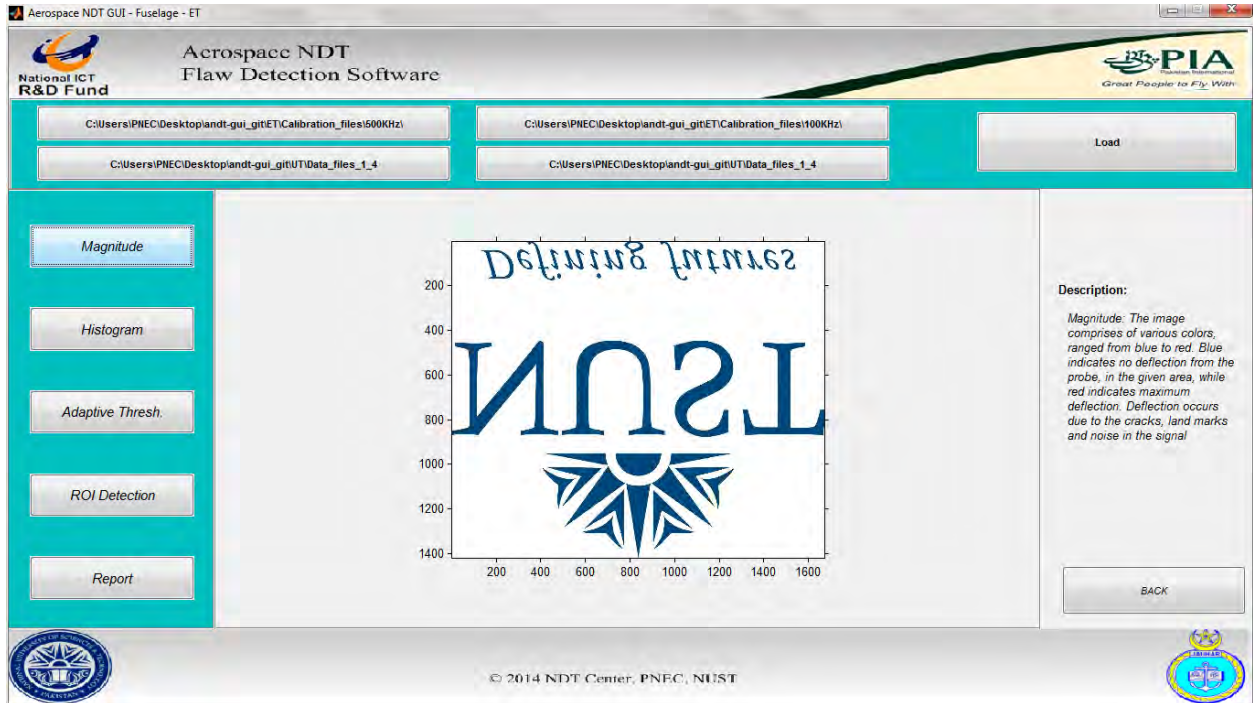 Aerospace NDT GUI - Fuselage - ET
National ICT
R&D Fund
Aerospace NDT
Flaw Detection Software
PIA
Pakistan International
Great People to Fly With
C:\Users\PNEC\Desktop\andt-gui_git\ET\Calibration_files\500KHz\
C:\Users\PNEC\Desktop\andt-gui_git\ET\Calibration_files\100KHz\
C:\Users\PNEC\Desktop\andt-gui_git\UT\Data_files_1_4
C:\Users\PNEC\Desktop\andt-gui_git\UT\Data_files_1_4
Load
Magnitude
Histogram
Adaptive Thresh.
ROI Detection
Report
Defining futures
NUST
200
400
600
800
1000
1200
1400
200 400 600 800 1000 1200 1400 1600
Description:
Magnitude: The image
comprises of various colors,
ranged from blue to red. Blue
indicates no deflection from the
probe, in the given area, while
red indicates maximum
deflection. Deflection occurs
due to the cracks, land marks
and noise in the signal
BACK
© 2014 NDT Center, PNEC, NUST